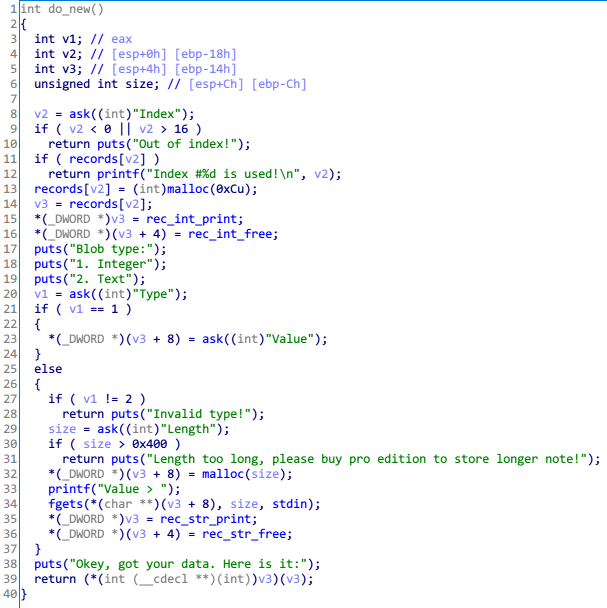 1 int do_new()
2 {
3   int v1; // eax
4   int v2; // [esp+0h] [ebp-18h]
5   int v3; // [esp+4h] [ebp-14h]
6   unsigned int size; // [esp+Ch] [ebp-Ch]
7
8   v2 = ask((int)"Index");
9   if ( v2 < 0 || v2 > 16 )
10     return puts("Out of index!");
11   if ( records[v2] )
12     return printf("Index #%d is used!\n", v2);
13   records[v2] = (int)malloc(0xCu);
14   v3 = records[v2];
15   *(_DWORD *)v3 = rec_int_print;
16   *(_DWORD *)(v3 + 4) = rec_int_free;
17   puts("Blob type:");
18   puts("1. Integer");
19   puts("2. Text");
20   v1 = ask((int)"Type");
21   if ( v1 == 1 )
22   {
23     *(_DWORD *)(v3 + 8) = ask((int)"Value");
24   }
25   else
26   {
27     if ( v1 != 2 )
28       return puts("Invalid type!");
29     size = ask((int)"Length");
30     if ( size > 0x400 )
31       return puts("Length too long, please buy pro edition to store longer note!");
32     *(_DWORD *)(v3 + 8) = malloc(size);
33     printf("Value > ");
34     fgets(*(char **)(v3 + 8), size, stdin);
35     *(_DWORD *)v3 = rec_str_print;
36     *(_DWORD *)(v3 + 4) = rec_str_free;
37   }
38   puts("Okey, got your data. Here is it:");
39   return (*(int (__cdecl **)(int))v3)(v3);
40 }